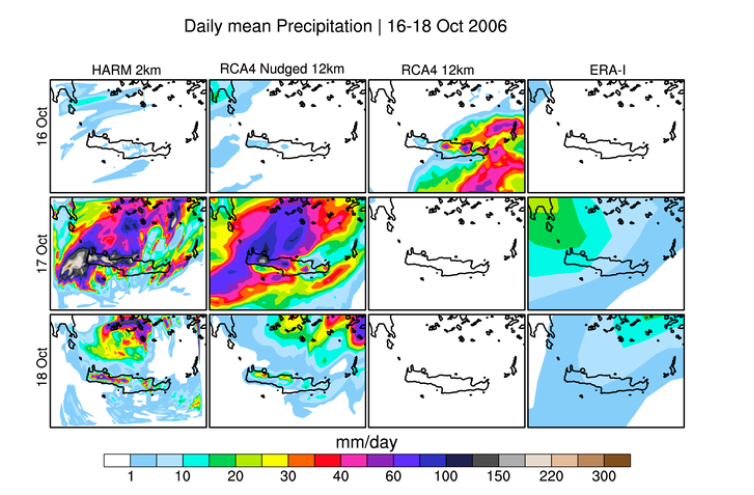 Daily mean Precipitation | 16-18 Oct 2006
HARM 2km RCA4 Nudged 12km RCA4 12km ERA-I
16 Oct
17 Oct
18 Oct
mm/day
1 10 15 20 30 40 60 100 150 220 300